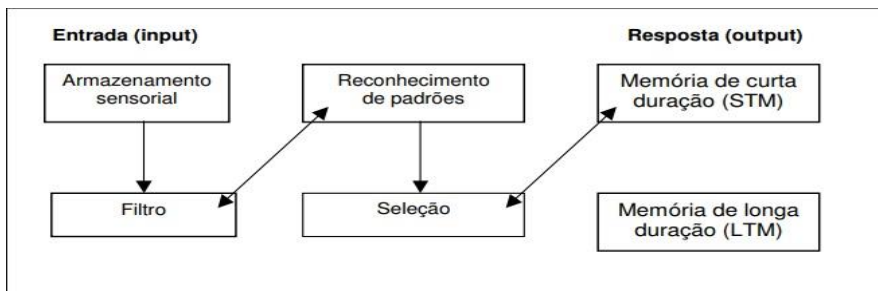 Entrada (input)
Resposta (output)
Armazenamento
sensorial
Reconhecimento
de padrões
Memória de curta
duração (STM)
Filtro
Seleção
Memória de longa
duração (LTM)